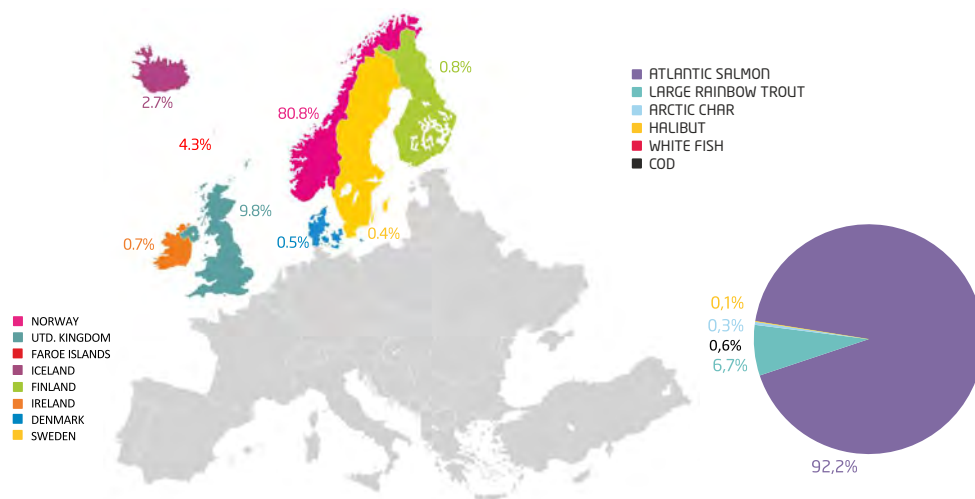 0.8%
2.7%
80.8%
4.3%
9.8%
0.7%
0.5%
0.4%
NORWAY
UTD. KINGDOM
FAROE ISLANDS
ICELAND
FINLAND
IRELAND
DENMARK
SWEDEN
ATLANTIC SALMON
LARGE RAINBOW TROUT
ARCTIC CHAR
HALIBUT
WHITE FISH
COD
0,1%
0,3%
0,6%
6,7%
92,2%